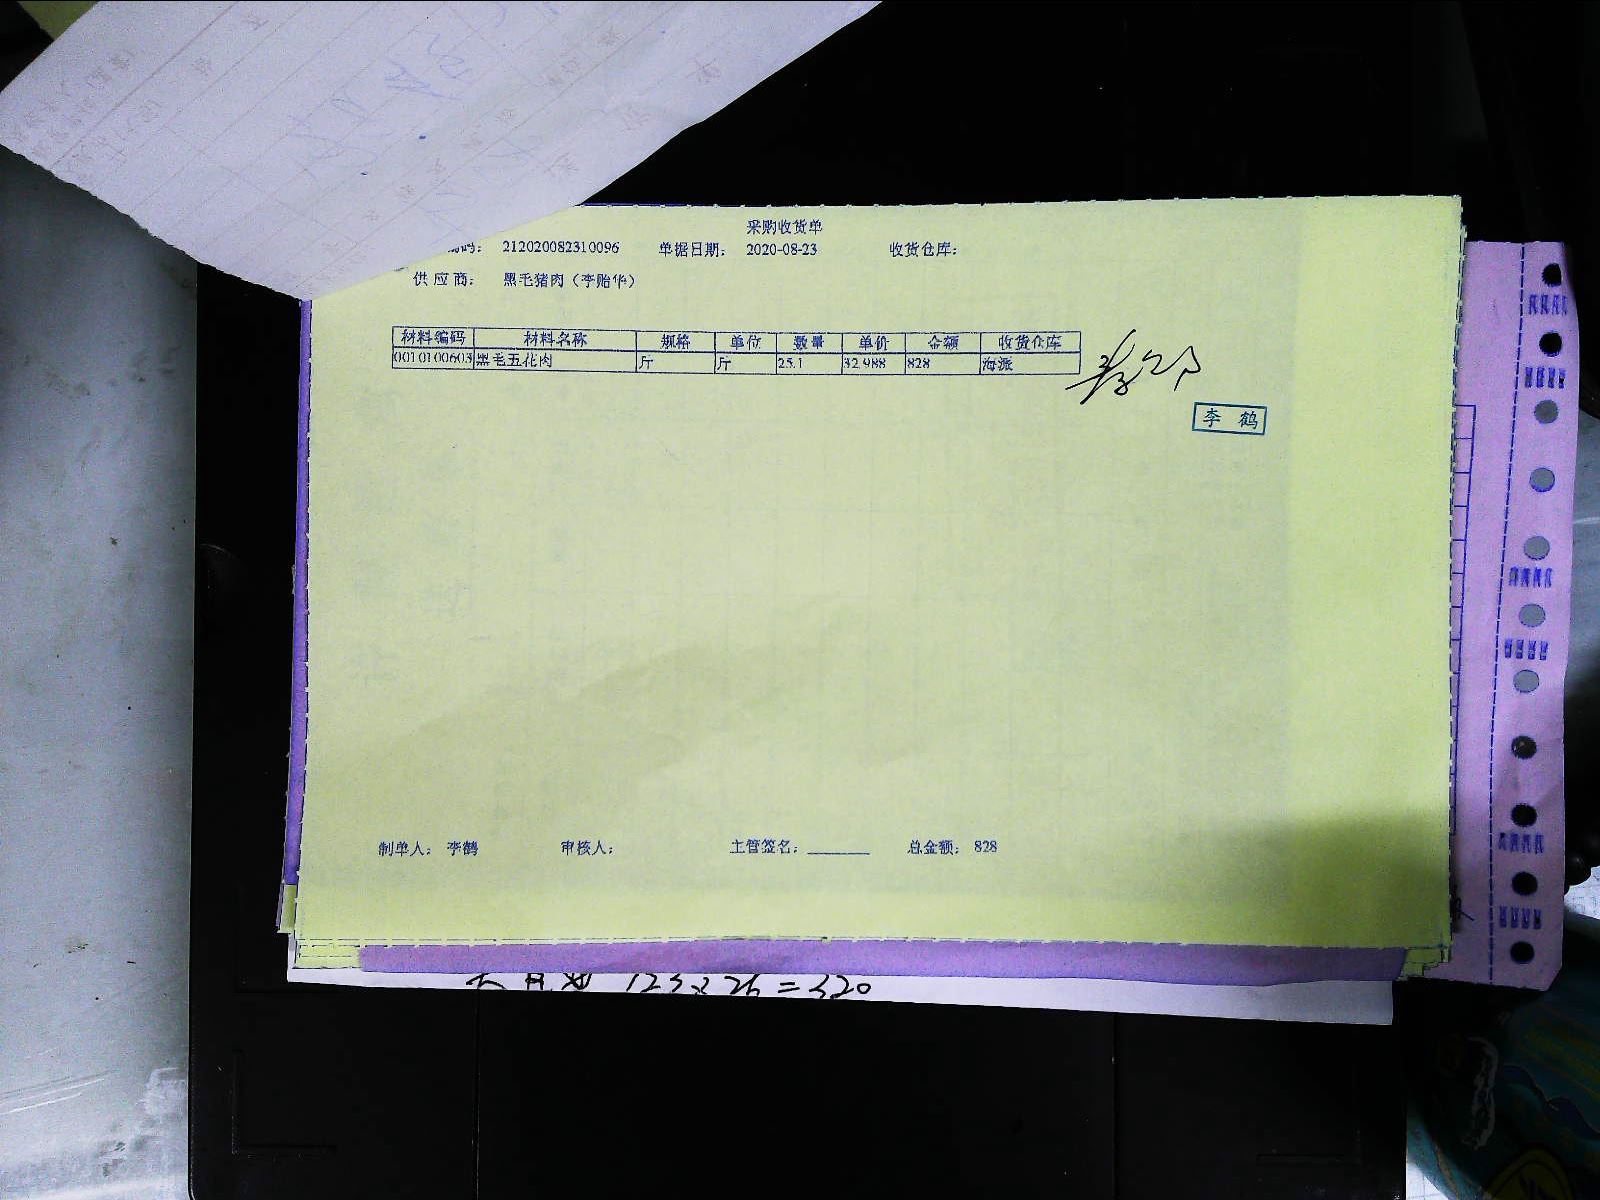 采购收货单
编码： 212020082310096 单据日期： 2020-08-23 收货仓库：
供应商： 黑毛猪肉（李贻华）
材料编码 材料名称 规格 单位 数量 单价 金额 收货仓库
0010100603 黑毛五花肉 斤 斤 25.1 32.988 828 海派
李 鹤
制单人： 李鹤 审核人： 主管签名： 总金额： 828